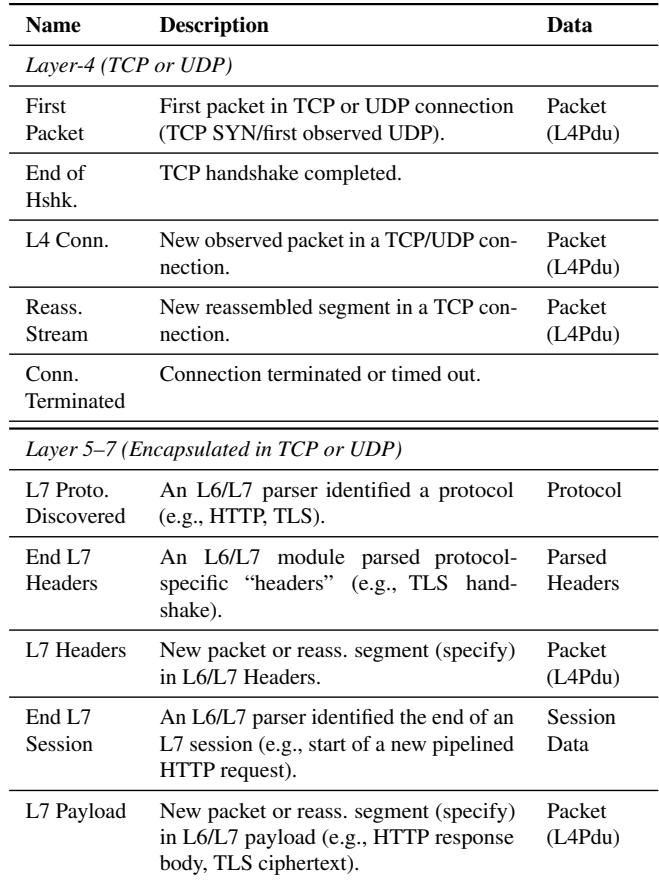 Name Description Data
Layer-4 (TCP or UDP)
First First packet in TCP or UDP connection Packet
Packet (TCP SYN/first observed UDP). (L4Pdu)
End of TCP handshake completed.
Hshk.
L4 Conn. New observed packet in a TCP/UDP con- Packet
nection. (L4Pdu)
Reass. New reassembled segment in a TCP con- Packet
Stream nection. (L4Pdu)
Conn. Connection terminated or timed out.
Terminated
Layer 5–7 (Encapsulated in TCP or UDP)
L7 Proto. An L6/L7 parser identified a protocol Protocol
Discovered (e.g., HTTP, TLS).
End L7 An L6/L7 module parsed protocol- Parsed
Headers specific “headers” (e.g., TLS hand- Headers
shake).
L7 Headers New packet or reass. segment (specify) Packet
in L6/L7 Headers. (L4Pdu)
End L7 An L6/L7 parser identified the end of an Session
Session L7 session (e.g., start of a new pipelined Data
HTTP request).
L7 Payload New packet or reass. segment (specify) Packet
in L6/L7 payload (e.g., HTTP response (L4Pdu)
body, TLS ciphertext).